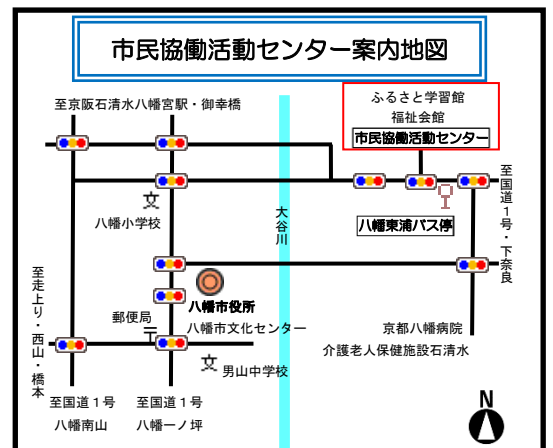 市民協働活動センター案内地図
至京阪石清水八幡宮駅・御幸橋
ふるさと学習館
福祉会館
市民協働活動センター
至国道1号・下奈良
八幡小学校
大谷川
八幡東浦バス停
至走上り・西山・橋本
八幡市役所
郵便局
八幡市文化センター
京都八幡病院
介護老人保健施設石清水
男山中学校
至国道1号
八幡南山
至国道1号
八幡一ノ坪
N